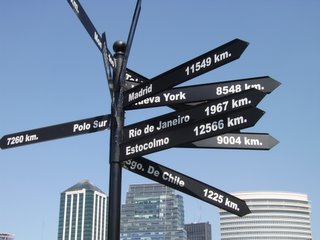 11549 km.
Madrid
8548 km.
Nueva York
1967 km.
Río de Janeiro
12566 km.
Estocolmo
9004 km.
Polo Sur
7260 km.
Sgo. De Chile
1225 km.